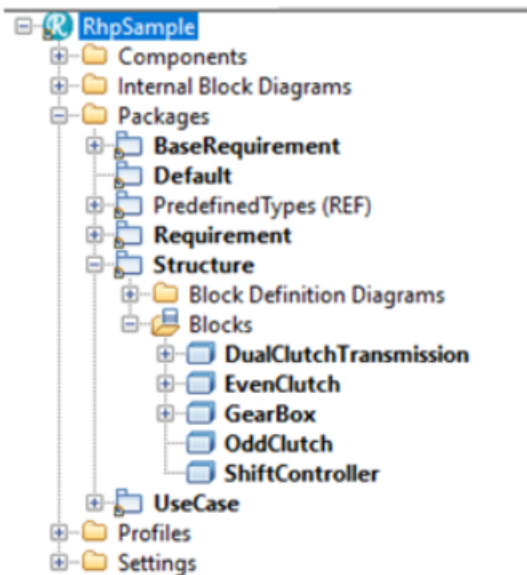 RhpSample
Components
Internal Block Diagrams
Packages
BaseRequirement
Default
PredefinedTypes (REF)
Requirement
Structure
Block Definition Diagrams
Blocks
DualClutchTransmission
EvenClutch
GearBox
OddClutch
ShiftController
UseCase
Profiles
Settings